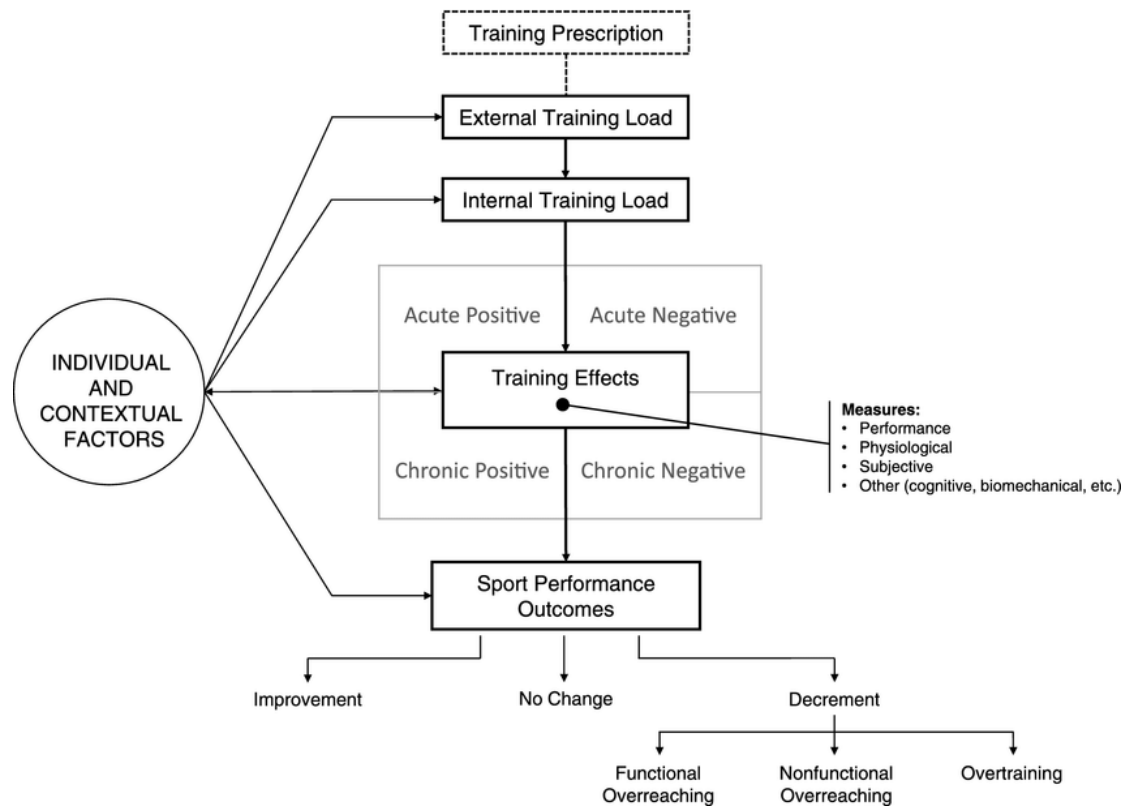 Training Prescription
External Training Load
Internal Training Load
Acute Positive
Acute Negative
INDIVIDUAL
AND
CONTEXTUAL
FACTORS
Training Effects
Measures:
• Performance
• Physiological
• Subjective
• Other (cognitive, biomechanical, etc.)
Chronic Positive
Chronic Negative
Sport Performance
Outcomes
Improvement
No Change
Decrement
Functional
Overreaching
Nonfunctional
Overreaching
Overtraining